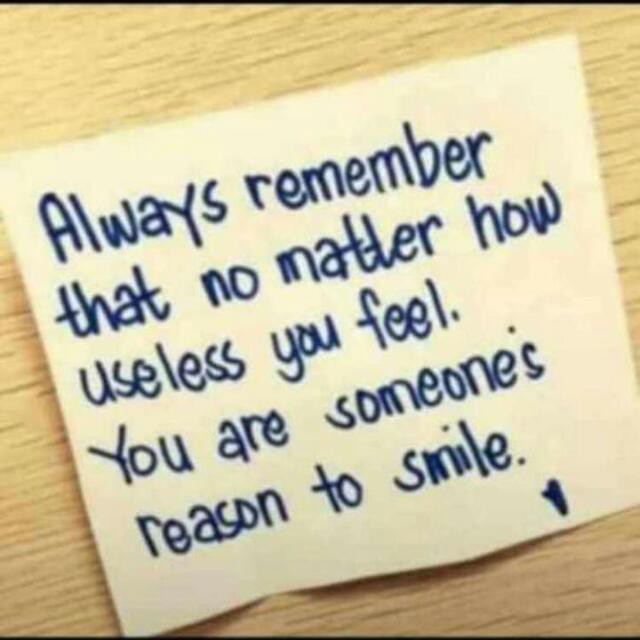 Always remember
that no matter how
useless you feel.
You are someone's
reason to smile.